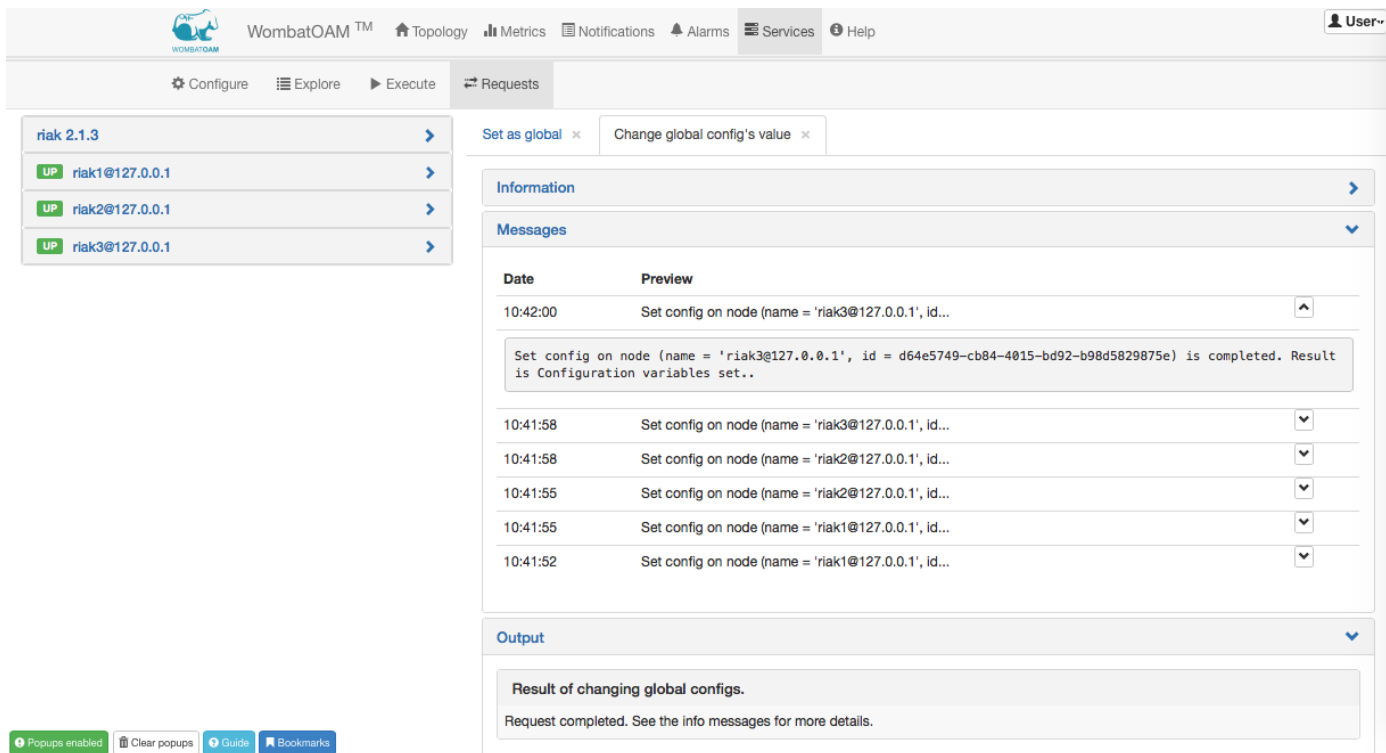 WOMBATOAM
WombatOAM TM
Topology
Metrics
Notifications
Alarms
Services
Help
User
Configure
Explore
Execute
Requests
riak 2.1.3
UP riak1@127.0.0.1
UP riak2@127.0.0.1
UP riak3@127.0.0.1
Set as global ×
Change global config's value ×
Information
Messages
Date Preview
10:42:00 Set config on node (name = 'riak3@127.0.0.1', id...
Set config on node (name = 'riak3@127.0.0.1', id = d64e5749-cb84-4015-bd92-b98d5829875e) is completed. Result
is Configuration variables set..
10:41:58 Set config on node (name = 'riak3@127.0.0.1', id...
10:41:58 Set config on node (name = 'riak2@127.0.0.1', id...
10:41:55 Set config on node (name = 'riak2@127.0.0.1', id...
10:41:55 Set config on node (name = 'riak1@127.0.0.1', id...
10:41:52 Set config on node (name = 'riak1@127.0.0.1', id...
Output
Result of changing global configs.
Request completed. See the info messages for more details.
Popups enabled
Clear popups
Guide
Bookmarks